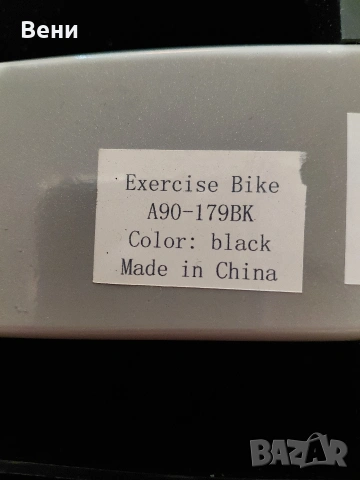 Вени
Exercise Bike
A90-179BK
Color: black
Made in China
BAZAR